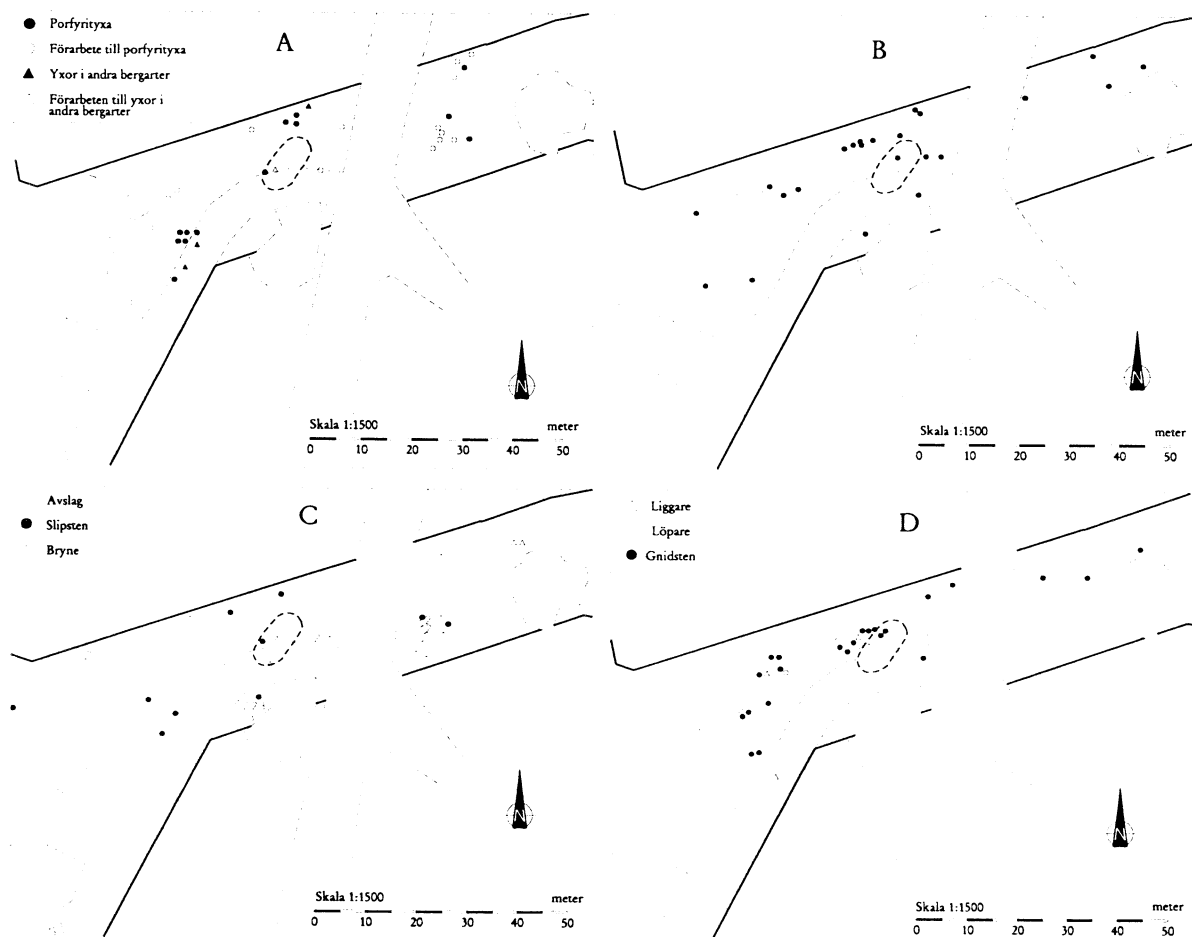 A
Porfyrityxa
Förarbete till porfyrityxa
Yxor i andra bergarter
Förarbeten till yxor i
andra bergarter
N
Skala 1:1500 meter
0 10 20 30 40 50
B
N
Skala 1:1500 meter
0 10 20 30 40 50
C
Avslag
Slipsten
Bryne
N
Skala 1:1500 meter
0 10 20 30 40 50
D
Liggare
Löpare
Gnidsten
N
Skala 1:1500 meter
0 10 20 30 40 50